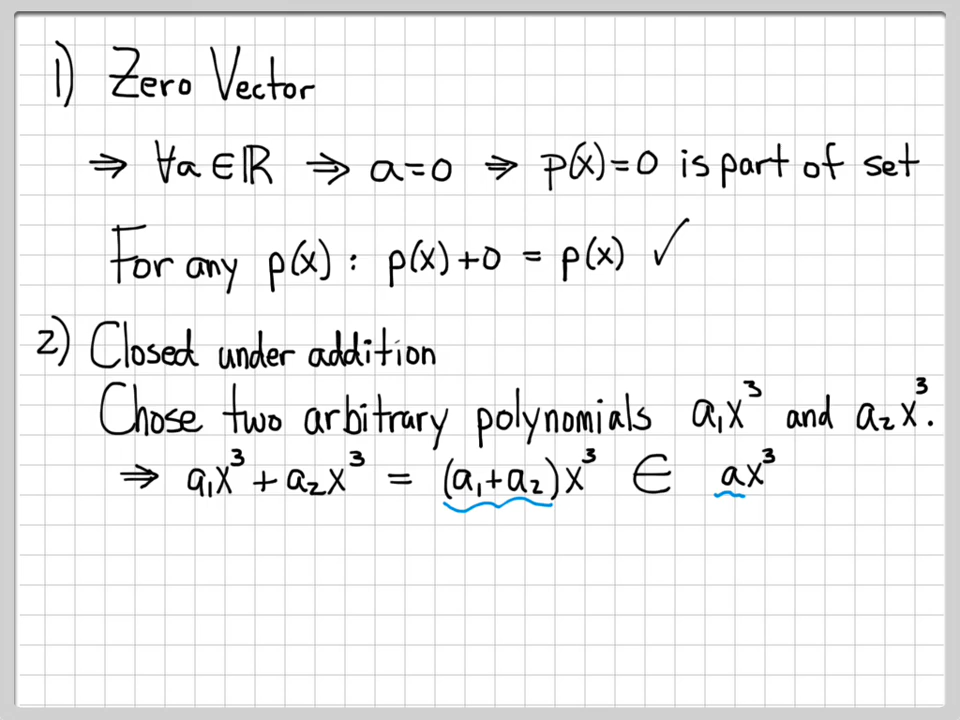 1) Zero Vector
⇒ ∀a ∈ ℝ ⇒ a=0 ⇒ p(x)=0 is part of set
For any p(x) : p(x)+0 = p(x) ✓
2) Closed under addition
Chose two arbitrary polynomials a₁x³ and a₂x³.
⇒ a₁x³ + a₂x³ = (a₁+a₂)x³ ∈ ax³